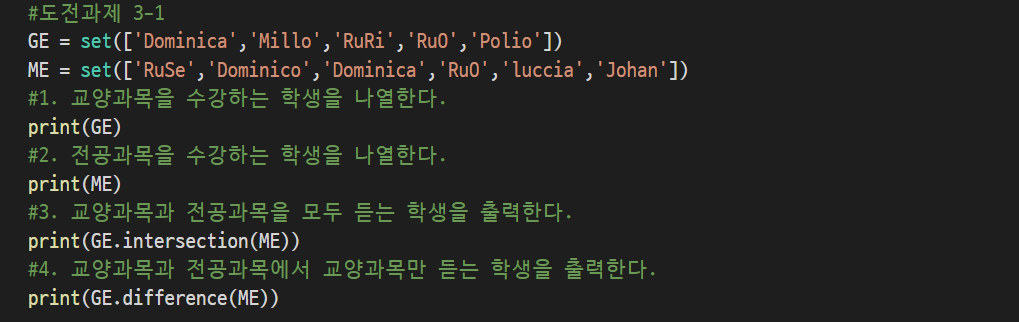 #도전과제 3-1
GE = set(['Dominica','Millo','RuRi','RuO','Polio'])
ME = set(['RuSe','Dominico','Dominica','RuO','luccia','Johan'])
#1. 교양과목을 수강하는 학생을 나열한다.
print(GE)
#2. 전공과목을 수강하는 학생을 나열한다.
print(ME)
#3. 교양과목과 전공과목을 모두 듣는 학생을 출력한다.
print(GE.intersection(ME))
#4. 교양과목과 전공과목에서 교양과목만 듣는 학생을 출력한다.
print(GE.difference(ME))